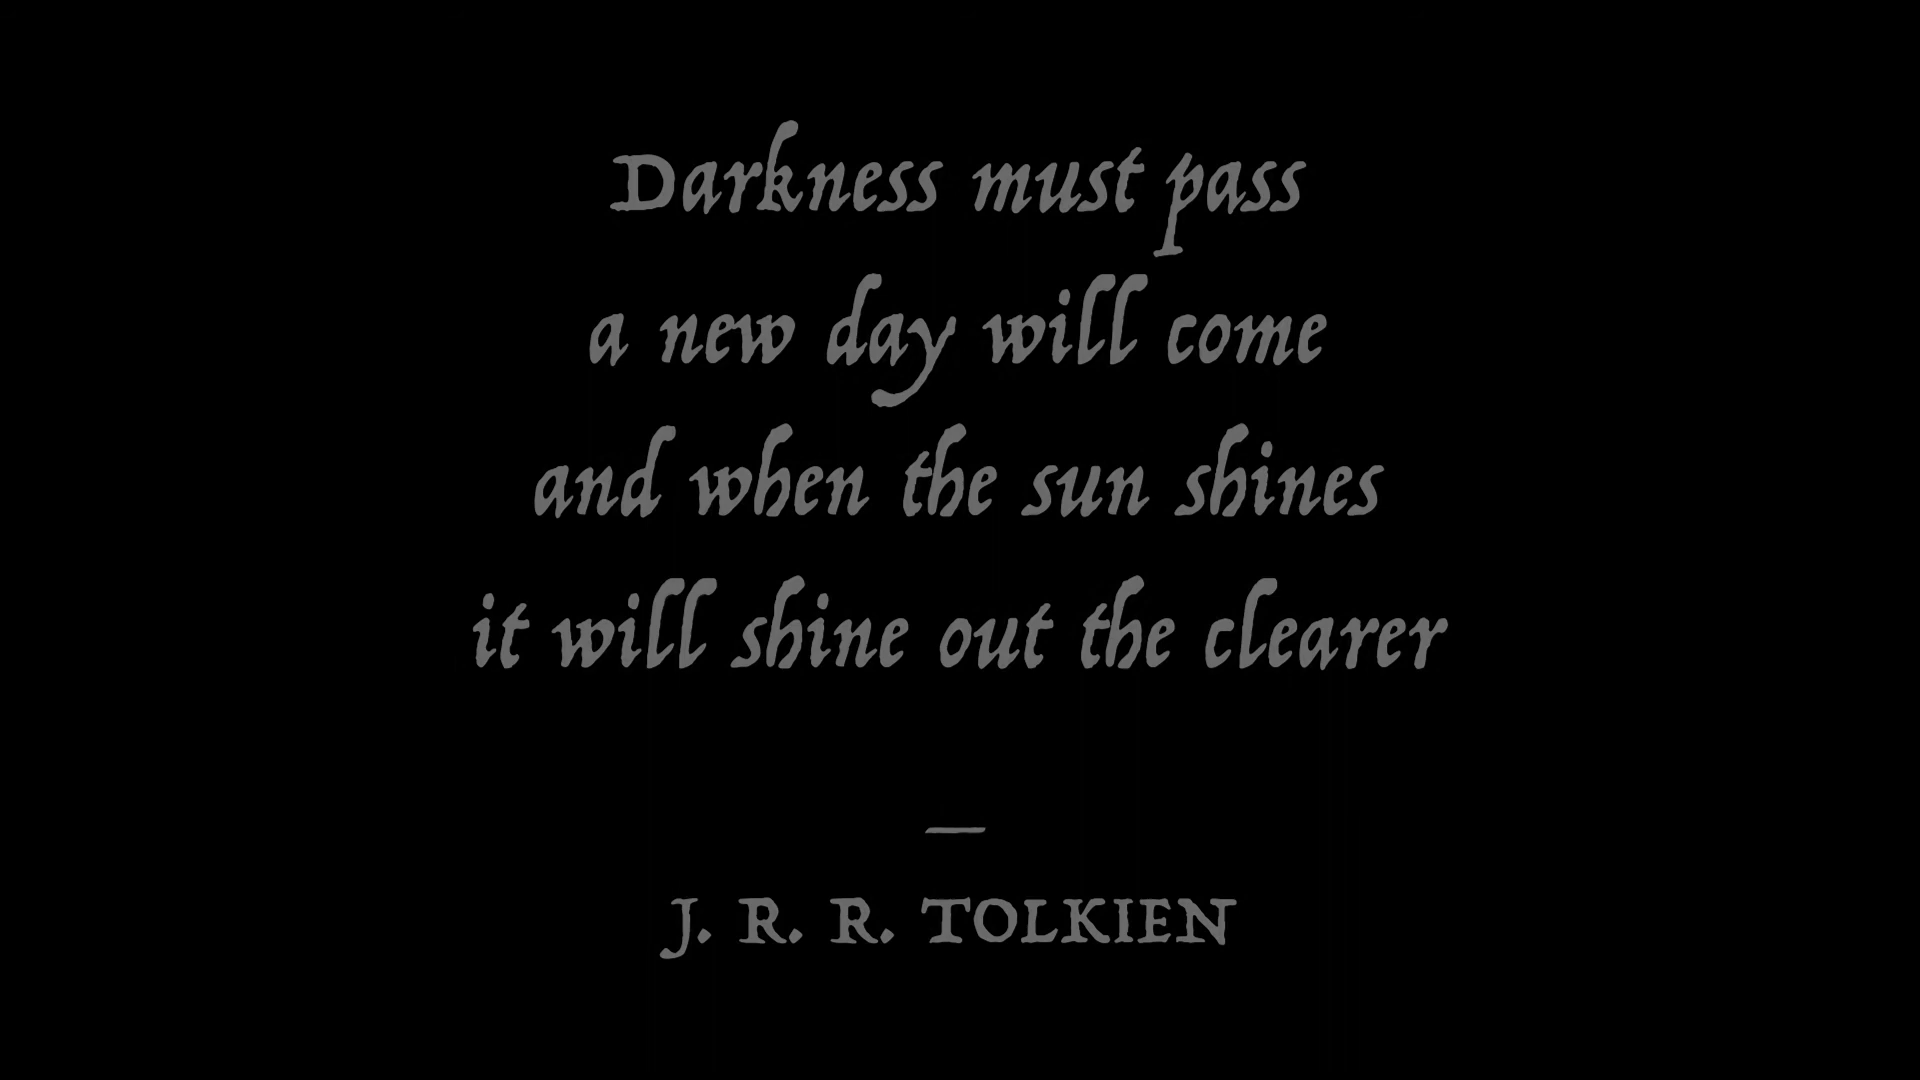 Darkness must pass
a new day will come
and when the sun shines
it will shine out the clearer
—
J. R. R. TOLKIEN